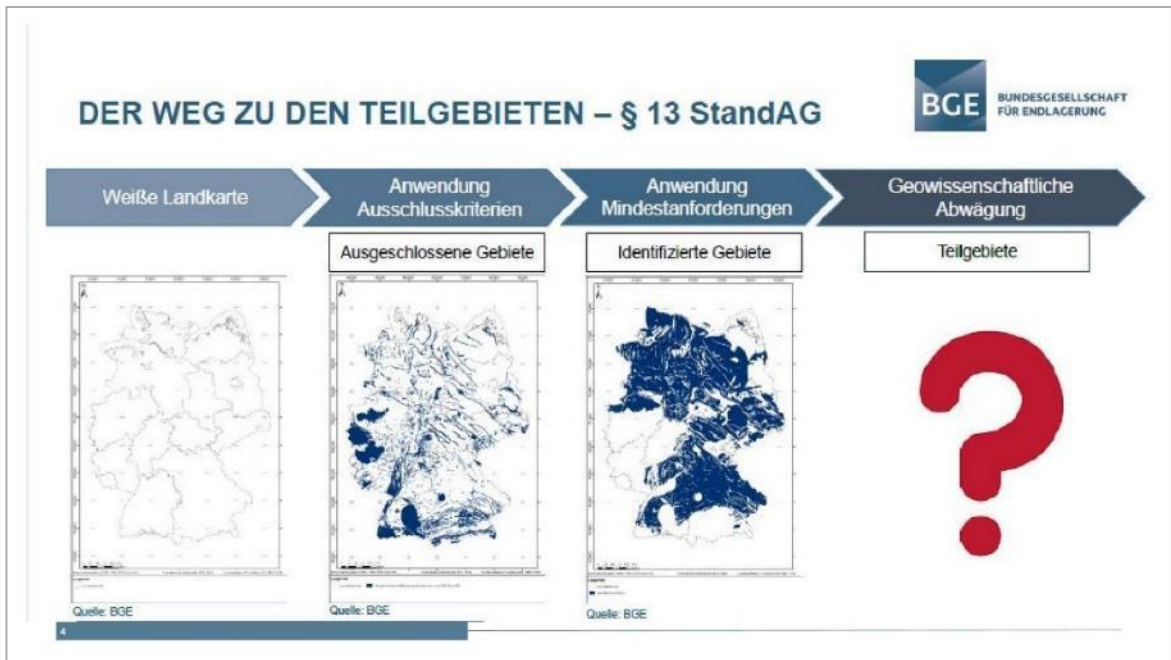 DER WEG ZU DEN TEILGEBIETEN – § 13 StandAG
BGE
BUNDESGESELLSCHAFT
FÜR ENDLAGERUNG
Weiße Landkarte
Anwendung
Ausschlusskriterien
Anwendung
Mindestanforderungen
Geowissenschaftliche
Abwägung
Ausgeschlossene Gebiete
Identifizierte Gebiete
Teilgebiete
Quelle: BGE
Quelle: BGE
Quelle: BGE
4